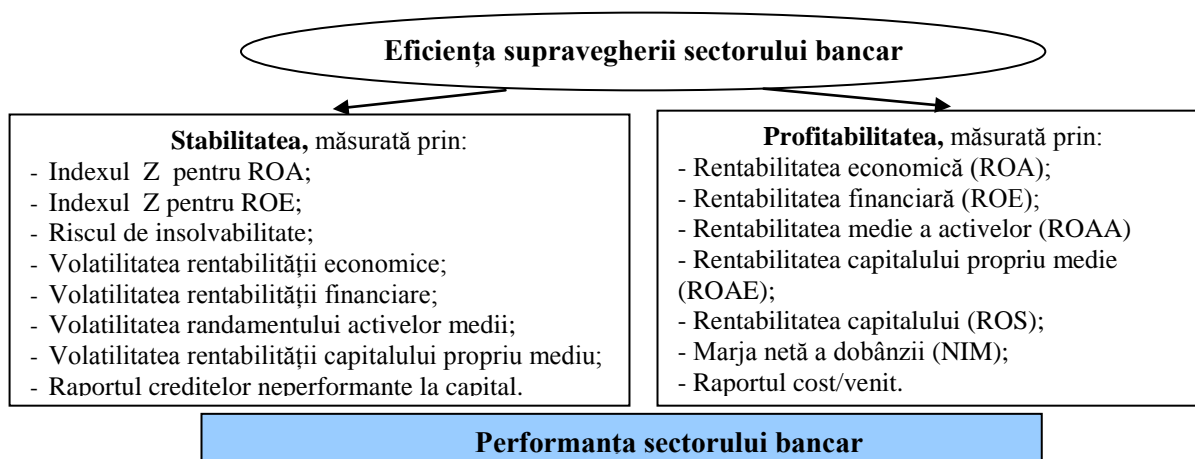 Eficiența supravegherii sectorului bancar
Stabilitatea, măsurată prin:
- Indexul Z pentru ROA;
- Indexul Z pentru ROE;
- Riscul de insolvabilitate;
- Volatilitatea rentabilității economice;
- Volatilitatea rentabilității financiare;
- Volatilitatea randamentului activelor medii;
- Volatilitatea rentabilității capitalului propriu mediu;
- Raportul creditelor neperformante la capital.
Profitabilitatea, măsurată prin:
- Rentabilitatea economică (ROA);
- Rentabilitatea financiară (ROE);
- Rentabilitatea medie a activelor (ROAA)
- Rentabilitatea capitalului propriu medie
(ROAE);
- Rentabilitatea capitalului (ROS);
- Marja netă a dobânzii (NIM);
- Raportul cost/venit.
Performanța sectorului bancar